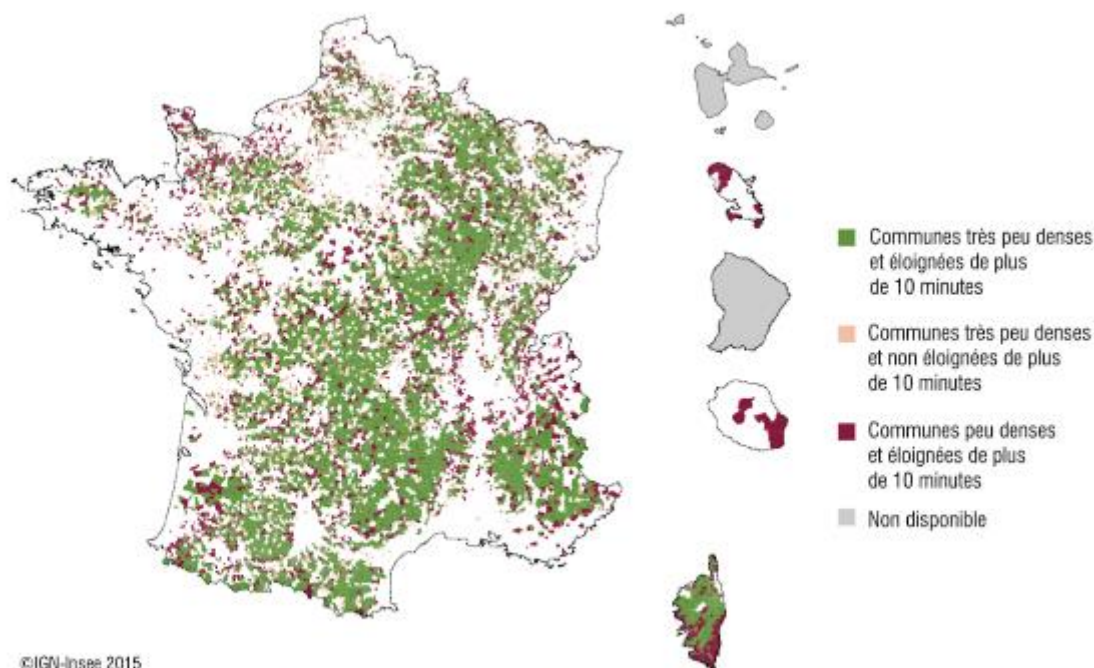 Communes très peu denses
et éloignées de plus
de 10 minutes
Communes très peu denses
et non éloignées de plus
de 10 minutes
Communes peu denses
et éloignées de plus
de 10 minutes
Non disponible
©IGN-Insee 2015